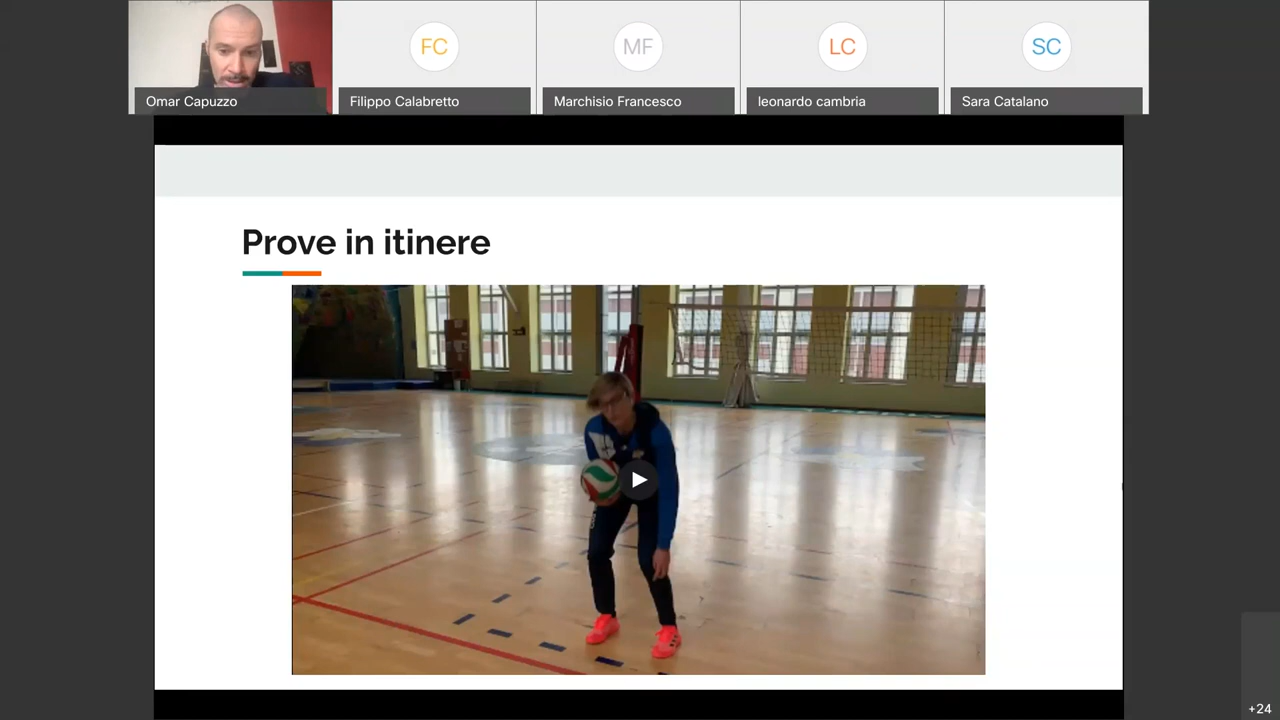 FC
MF
LC
SC
Omar Capuzzo
Filippo Calabretto
Marchisio Francesco
leonardo cambria
Sara Catalano
Prove in itinere
+24